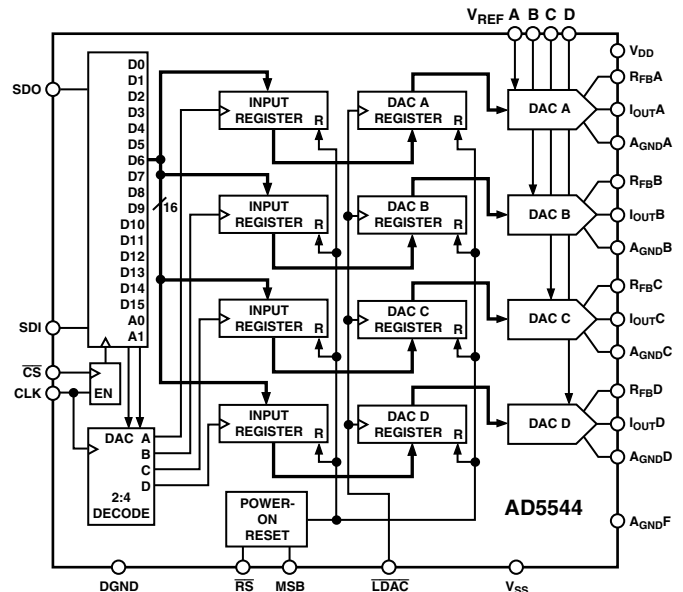 VREF A B C D
VDD
SDO
D0
D1
D2
D3
D4
D5
D6
D7
D8
D9
D10
D11
D12
D13
D14
D15
A0
A1
16
SDI
CS
CLK
EN
DAC A
B
C
D
2:4
DECODE
INPUT
REGISTER R
DAC A
REGISTER R
DAC A
RFBA
IOUTA
AGNDA
INPUT
REGISTER R
DAC B
REGISTER R
DAC B
RFBB
IOUTB
AGNDB
INPUT
REGISTER R
DAC C
REGISTER R
DAC C
RFBC
IOUTC
AGNDC
INPUT
REGISTER R
DAC D
REGISTER R
DAC D
RFBD
IOUTD
AGNDD
POWER-
ON
RESET
AD5544
AGNDF
DGND
RS
MSB
LDAC
VSS